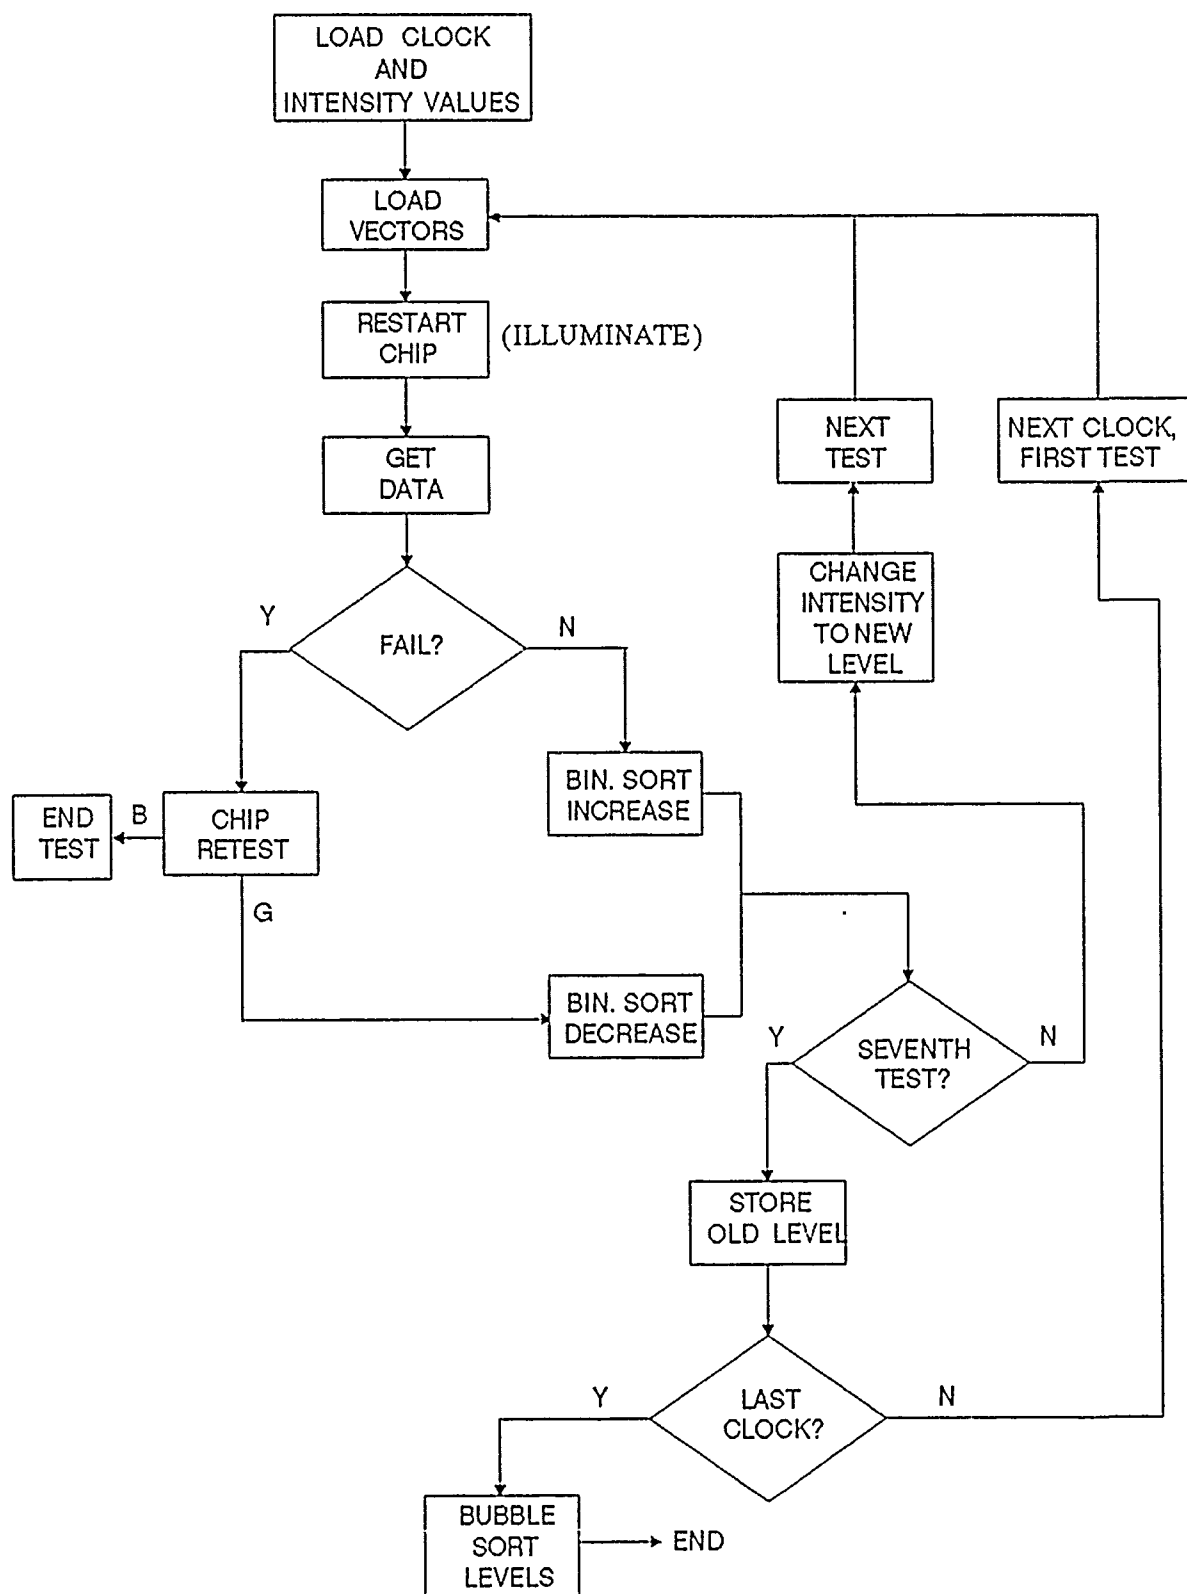 LOAD CLOCK
AND
INTENSITY VALUES
LOAD
VECTORS
RESTART
CHIP
(ILLUMINATE)
GET
DATA
NEXT
TEST
NEXT CLOCK,
FIRST TEST
CHANGE
INTENSITY
TO NEW
LEVEL
Y
FAIL?
N
BIN. SORT
INCREASE
END
TEST
B
CHIP
RETEST
G
BIN. SORT
DECREASE
Y
SEVENTH
TEST?
N
STORE
OLD LEVEL
Y
LAST
CLOCK?
N
BUBBLE
SORT
LEVELS
END